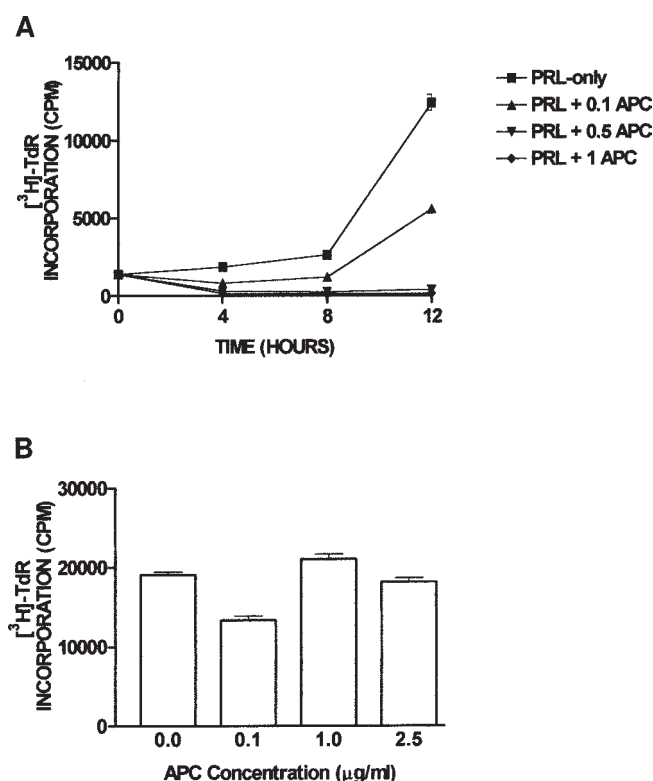 A
15000
10000
5000
0
[³H]-TdR
INCORPORATION (CPM)
0 4 8 12
TIME (HOURS)
PRL-only
PRL + 0.1 APC
PRL + 0.5 APC
PRL + 1 APC
B
30000
20000
10000
0
[³H]-TdR
INCORPORATION (CPM)
0.0 0.1 1.0 2.5
APC Concentration (μg/ml)